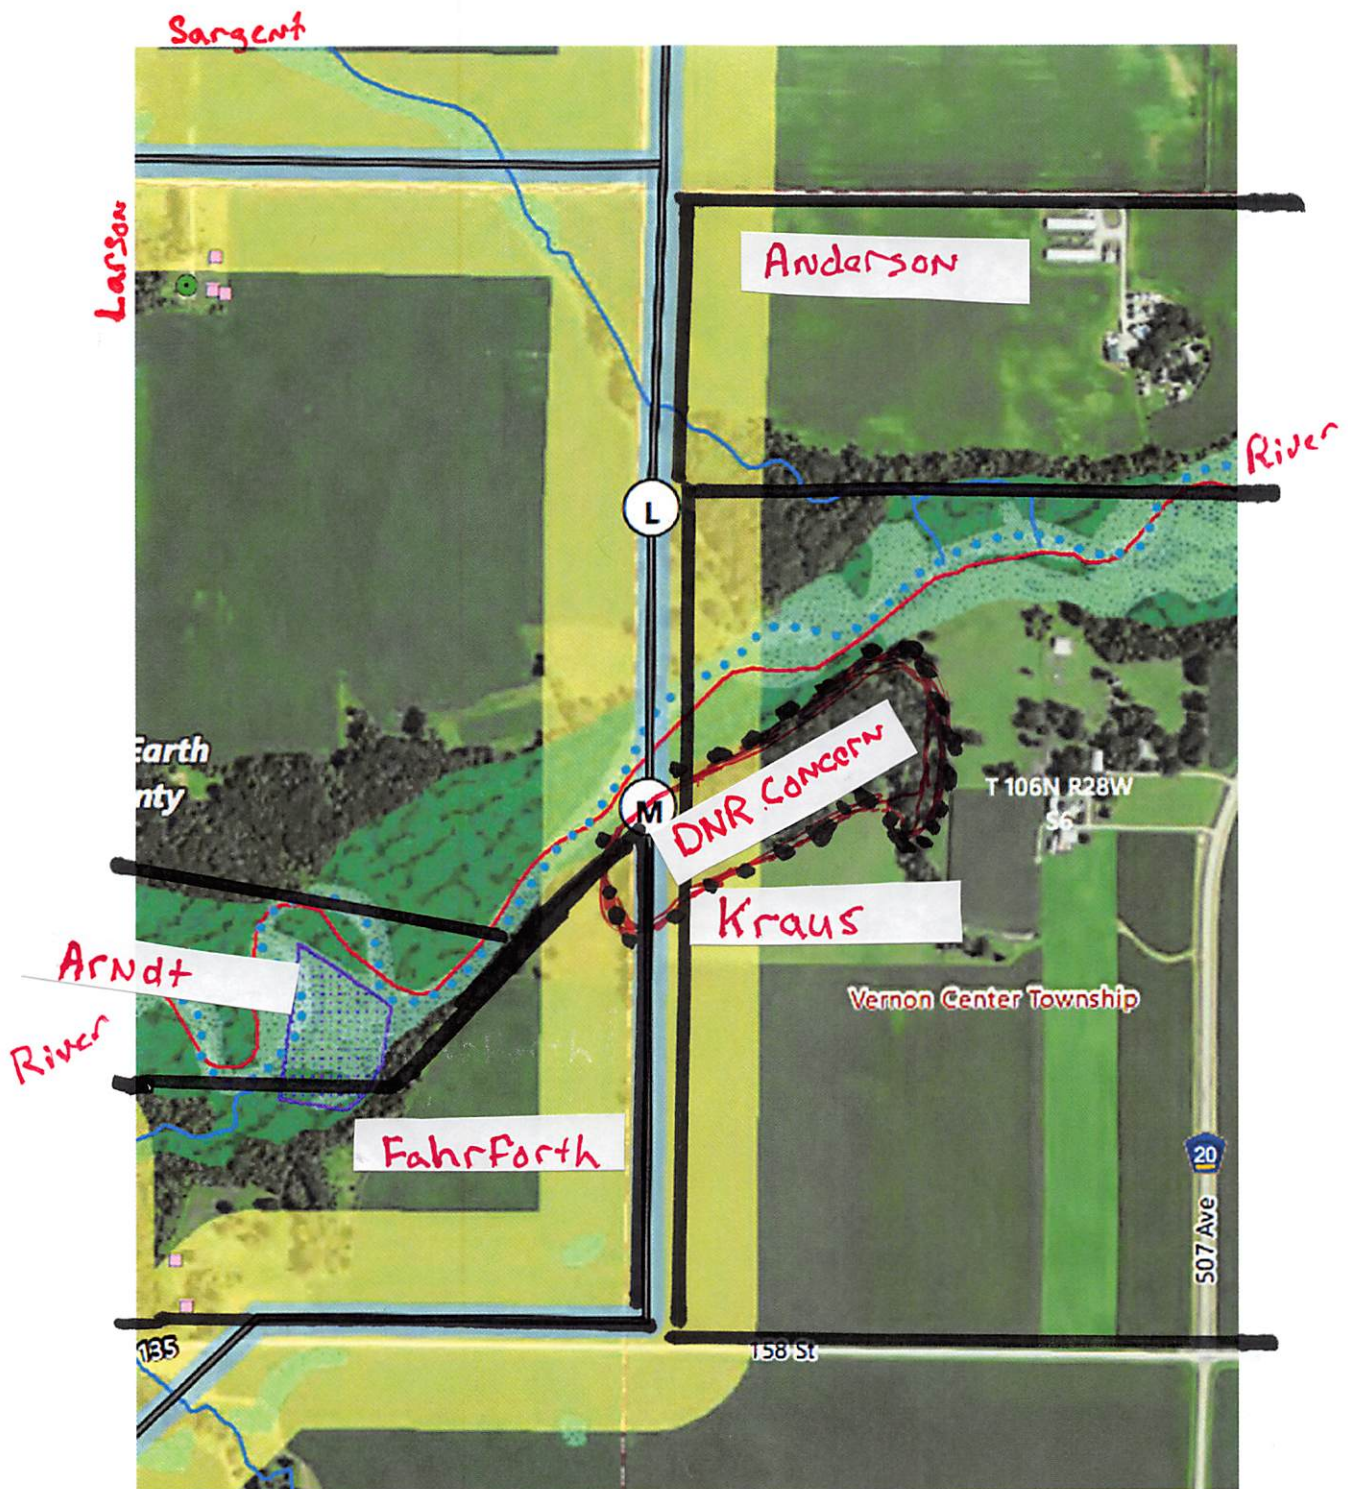 Sargent
Larson
Anderson
River
L
Earth
nty
M
DNR Concern
T 106N R28W
S6
Kraus
Arndt
Vernon Center Township
River
Fahrforth
20
507 Ave
135
158 St